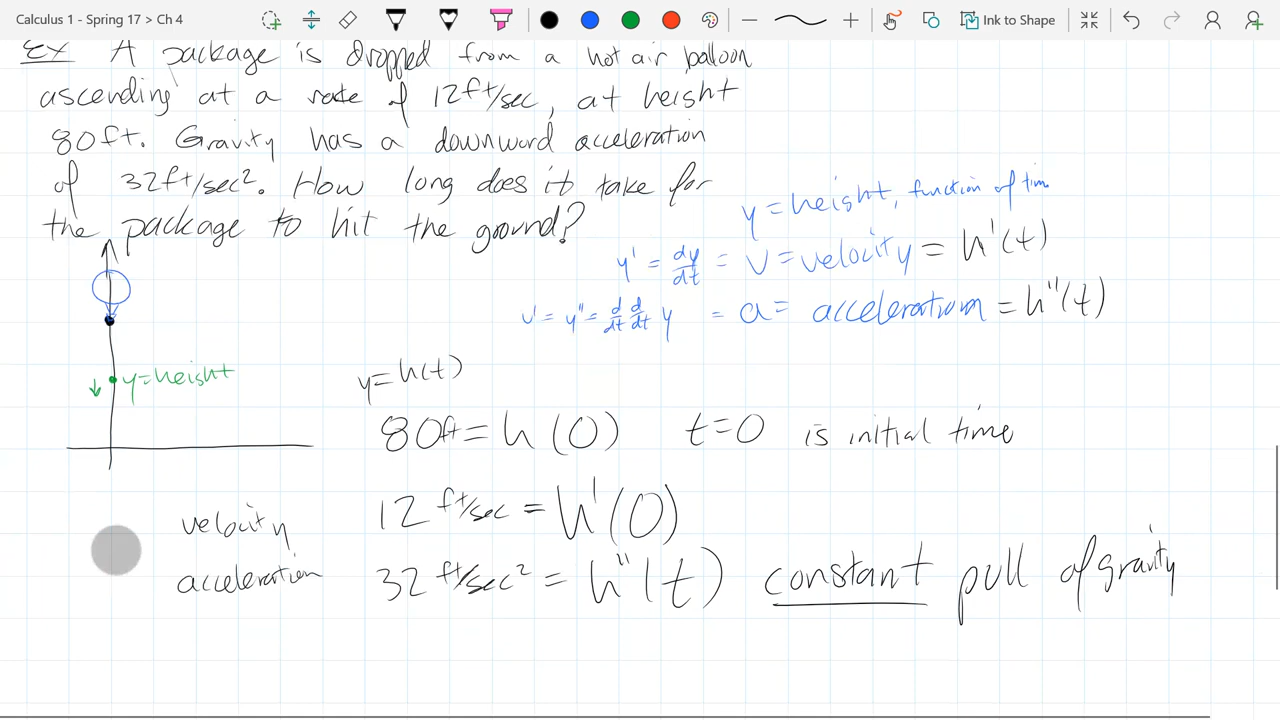 Calculus 1 - Spring 17 > Ch 4
Ink to Shape
Ex A package is dropped from a hot air balloon
ascending at a rate of 12ft/sec, at height
80ft. Gravity has a downward acceleration
of 32ft/sec². How long does it take for
the package to hit the ground?
y = height, function of time
y' = dy/dt = v = velocity = h'(t)
v' = y'' = d/dt d/dt y = a = acceleration = h''(t)
y=height
y=h(t)
80ft = h(0) t=0 is initial time
velocity 12 ft/sec = h'(0)
acceleration 32 ft/sec² = h''(t) constant pull of gravity